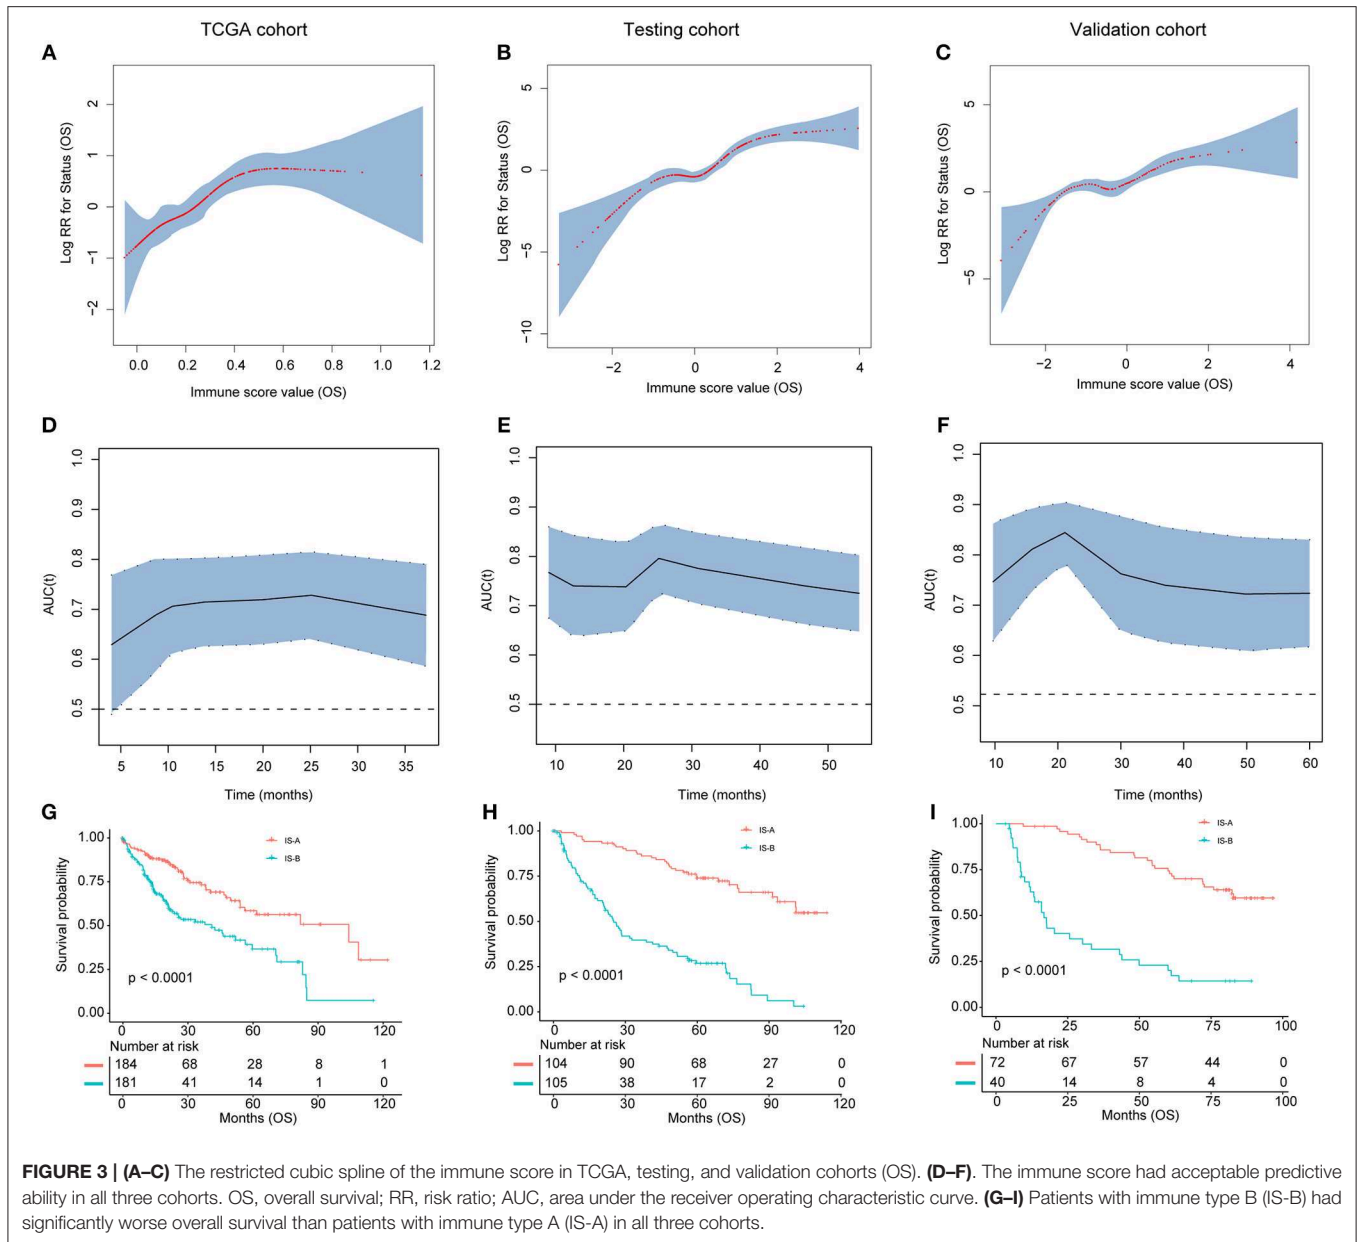 TCGA cohort
Testing cohort
Validation cohort
A
B
C
2
1
0
−1
−2
Log RR for Status (OS)
0.0 0.2 0.4 0.6 0.8 1.0 1.2
Immune score value (OS)
5
0
−5
−10
Log RR for Status (OS)
−2 0 2 4
Immune score value (OS)
5
0
−5
Log RR for Status (OS)
−2 0 2 4
Immune score value (OS)
D
E
F
1.0
0.9
0.8
0.7
0.6
0.5
AUC(t)
5 10 15 20 25 30 35
Time (months)
1.0
0.9
0.8
0.7
0.6
0.5
AUC(t)
10 20 30 40 50
Time (months)
1.0
0.9
0.8
0.7
0.6
0.5
AUC(t)
10 20 30 40 50 60
Time (months)
G
H
I
1.00
0.75
0.50
0.25
0.00
Survival probability
IS-A
IS-B
p < 0.0001
0 30 60 90 120
Number at risk
184 68 28 8 1
181 41 14 1 0
0 30 60 90 120
Months (OS)
1.00
0.75
0.50
0.25
0.00
Survival probability
IS-A
IS-B
p < 0.0001
0 30 60 90 120
Number at risk
104 90 68 27 0
105 38 17 2 0
0 30 60 90 120
Months (OS)
1.00
0.75
0.50
0.25
0.00
Survival probability
IS-A
IS-B
p < 0.0001
0 25 50 75 100
Number at risk
72 67 57 44 0
40 14 8 4 0
0 25 50 75 100
Months (OS)
FIGURE 3 | (A–C) The restricted cubic spline of the immune score in TCGA, testing, and validation cohorts (OS). (D–F). The immune score had acceptable predictive
ability in all three cohorts. OS, overall survival; RR, risk ratio; AUC, area under the receiver operating characteristic curve. (G–I) Patients with immune type B (IS-B) had
significantly worse overall survival than patients with immune type A (IS-A) in all three cohorts.